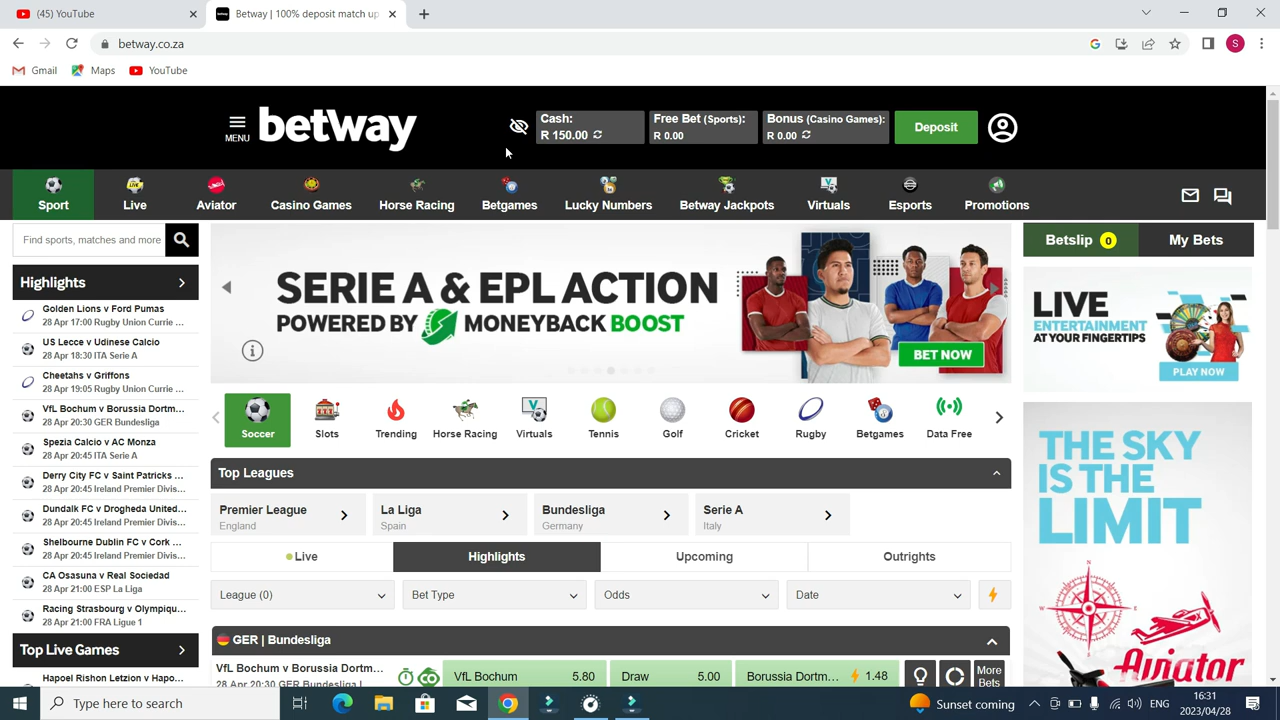 (45) YouTube
Betway | 100% deposit match up
betway.co.za
S
Gmail
Maps
YouTube
MENU
betway
Cash:
R 150.00
Free Bet (Sports):
R 0.00
Bonus (Casino Games):
R 0.00
Deposit
Sport
Live
Aviator
Casino Games
Horse Racing
Betgames
Lucky Numbers
Betway Jackpots
Virtuals
Esports
Promotions
Find sports, matches and more
Betslip 0
My Bets
Highlights
Golden Lions v Ford Pumas
28 Apr 17:00 Rugby Union Currie ...
US Lecce v Udinese Calcio
28 Apr 18:30 ITA Serie A
Cheetahs v Griffons
28 Apr 19:05 Rugby Union Currie ...
VfL Bochum v Borussia Dortm...
28 Apr 20:30 GER Bundesliga
Spezia Calcio v AC Monza
28 Apr 20:45 ITA Serie A
Derry City FC v Saint Patricks ...
28 Apr 20:45 Ireland Premier Divis...
Dundalk FC v Drogheda United...
28 Apr 20:45 Ireland Premier Divis...
Shelbourne Dublin FC v Cork ...
28 Apr 20:45 Ireland Premier Divis...
CA Osasuna v Real Sociedad
28 Apr 21:00 ESP La Liga
Racing Strasbourg v Olympiqu...
28 Apr 21:00 FRA Ligue 1
Top Live Games
Hapoel Rishon Letzion v Hapo...
SERIE A & EPL ACTION
POWERED BY MONEYBACK BOOST
BET NOW
Soccer
Slots
Trending
Horse Racing
Virtuals
Tennis
Golf
Cricket
Rugby
Betgames
Data Free
Top Leagues
Premier League
England
La Liga
Spain
Bundesliga
Germany
Serie A
Italy
Live
Highlights
Upcoming
Outrights
League (0)
Bet Type
Odds
Date
GER | Bundesliga
VfL Bochum v Borussia Dortm...
28 Apr 20:30 GER Bundesliga |
VfL Bochum 5.80
Draw 5.00
Borussia Dortm... 1.48
More
Bets
LIVE
ENTERTAINMENT
AT YOUR FINGERTIPS
PLAY NOW
THE SKY
IS THE
LIMIT
Aviator
Type here to search
Sunset coming
ENG
16:31
2023/04/28